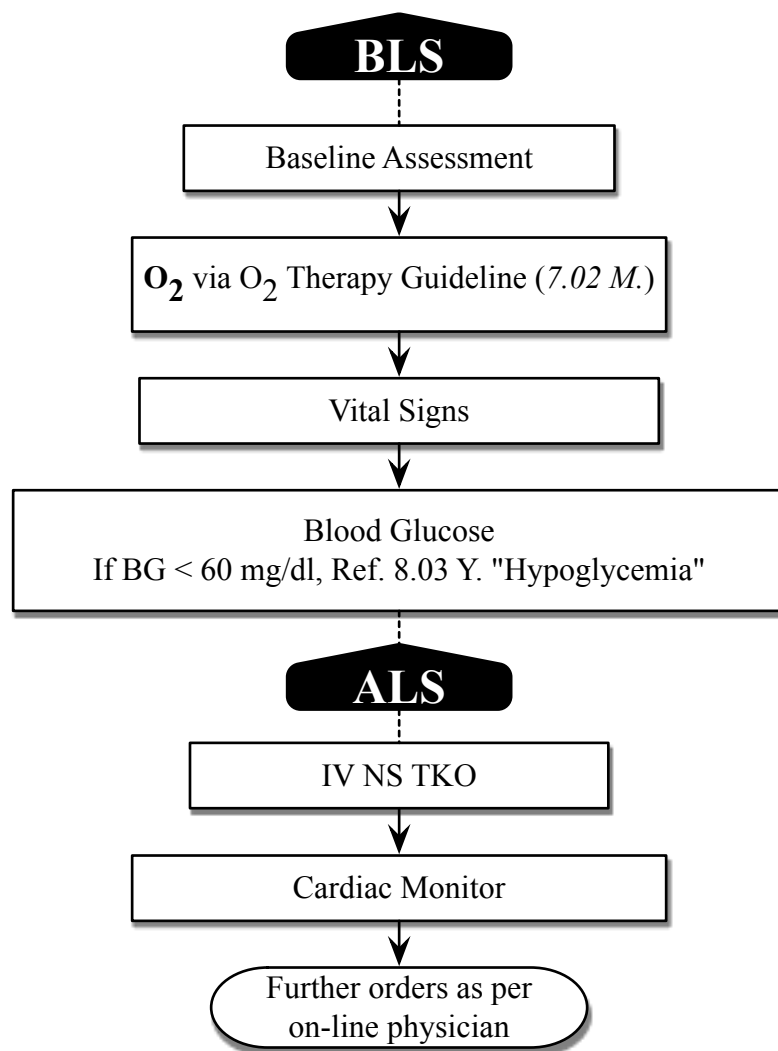 BLS
Baseline Assessment
O2 via O2 Therapy Guideline (7.02 M.)
Vital Signs
Blood Glucose
If BG < 60 mg/dl, Ref. 8.03 Y. "Hypoglycemia"
ALS
IV NS TKO
Cardiac Monitor
Further orders as per
on-line physician